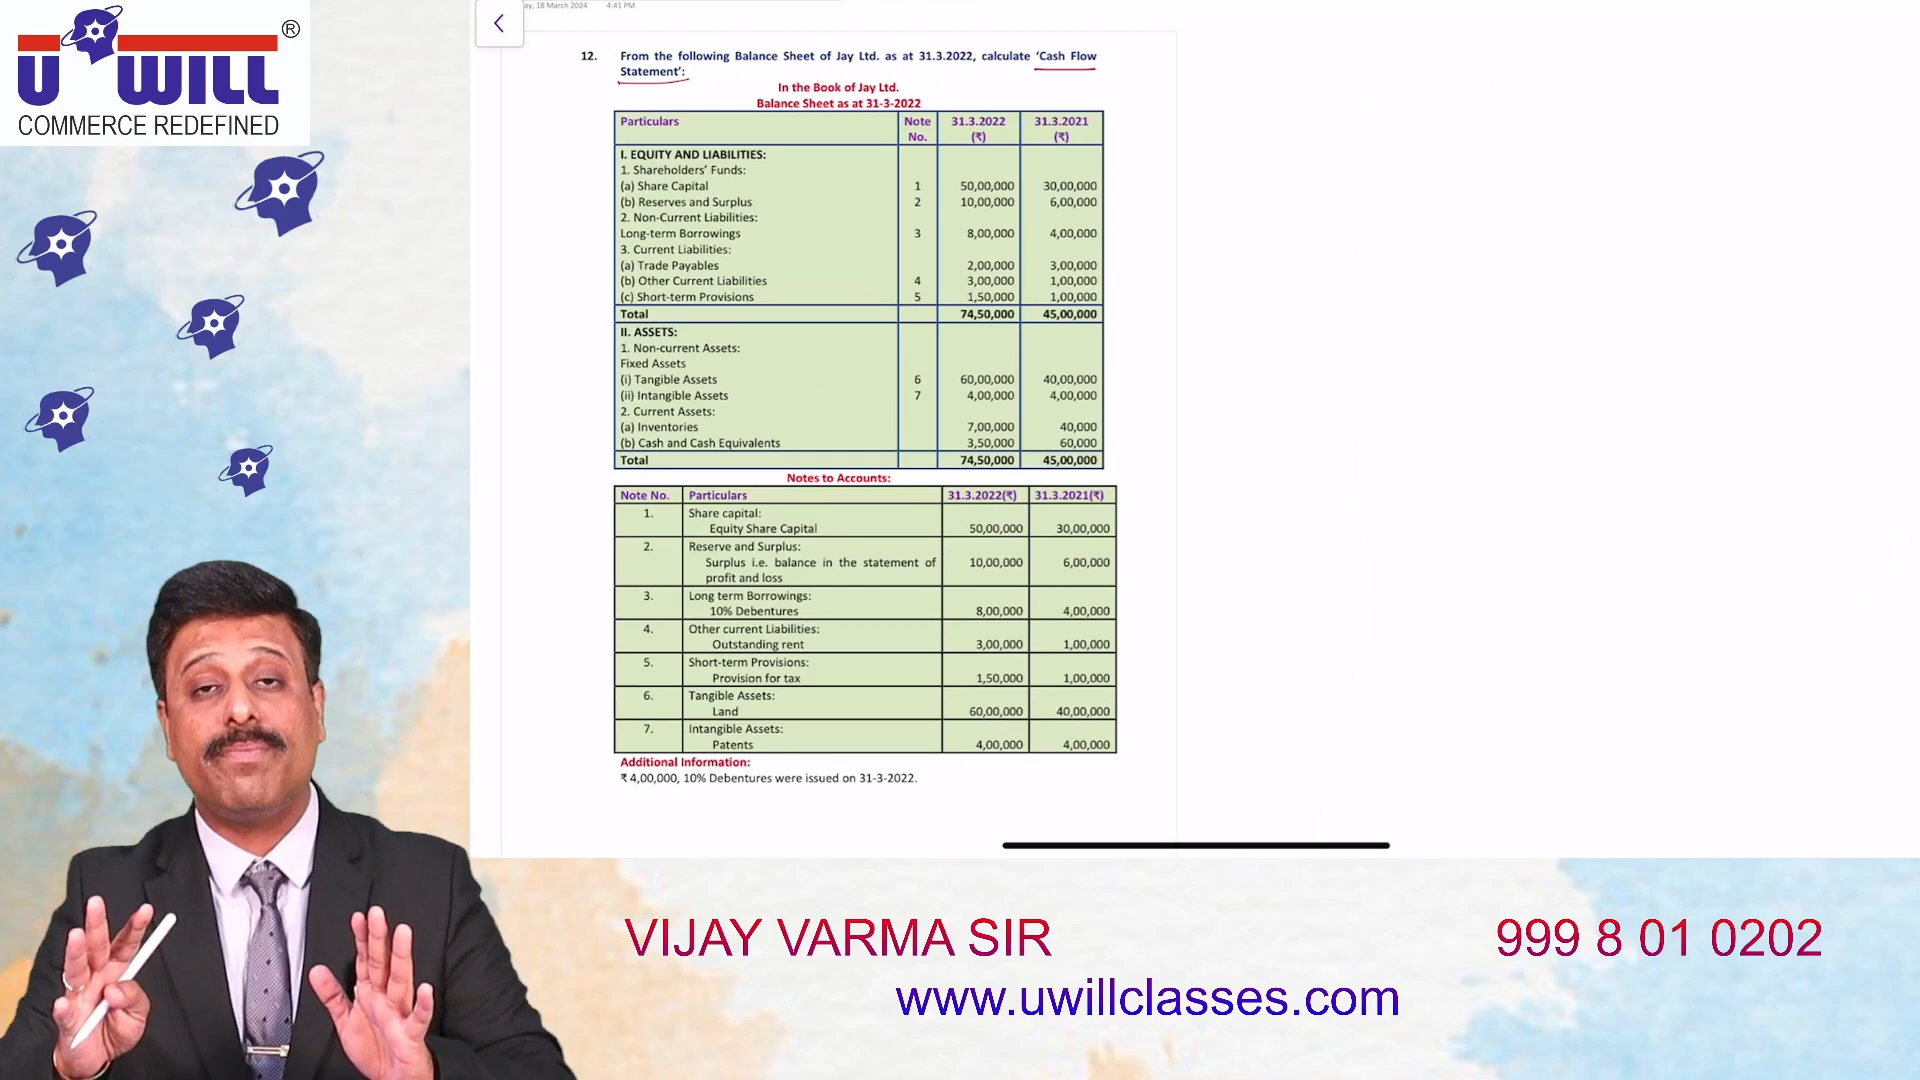 U WILL ®
COMMERCE REDEFINED
ay, 18 March 2024 4:41 PM
12. From the following Balance Sheet of Jay Ltd. as at 31.3.2022, calculate ‘Cash Flow
Statement’:
In the Book of Jay Ltd.
Balance Sheet as at 31-3-2022
Particulars Note 31.3.2022 31.3.2021
No. (₹) (₹)
I. EQUITY AND LIABILITIES:
1. Shareholders’ Funds:
(a) Share Capital 1 50,00,000 30,00,000
(b) Reserves and Surplus 2 10,00,000 6,00,000
2. Non-Current Liabilities:
Long-term Borrowings 3 8,00,000 4,00,000
3. Current Liabilities:
(a) Trade Payables 2,00,000 3,00,000
(b) Other Current Liabilities 4 3,00,000 1,00,000
(c) Short-term Provisions 5 1,50,000 1,00,000
Total 74,50,000 45,00,000
II. ASSETS:
1. Non-current Assets:
Fixed Assets
(i) Tangible Assets 6 60,00,000 40,00,000
(ii) Intangible Assets 7 4,00,000 4,00,000
2. Current Assets:
(a) Inventories 7,00,000 40,000
(b) Cash and Cash Equivalents 3,50,000 60,000
Total 74,50,000 45,00,000
Notes to Accounts:
Note No. Particulars 31.3.2022(₹) 31.3.2021(₹)
1. Share capital:
Equity Share Capital 50,00,000 30,00,000
2. Reserve and Surplus:
Surplus i.e. balance in the statement of 10,00,000 6,00,000
profit and loss
3. Long term Borrowings:
10% Debentures 8,00,000 4,00,000
4. Other current Liabilities:
Outstanding rent 3,00,000 1,00,000
5. Short-term Provisions:
Provision for tax 1,50,000 1,00,000
6. Tangible Assets:
Land 60,00,000 40,00,000
7. Intangible Assets:
Patents 4,00,000 4,00,000
Additional Information:
₹ 4,00,000, 10% Debentures were issued on 31-3-2022.
VIJAY VARMA SIR 999 8 01 0202
www.uwillclasses.com